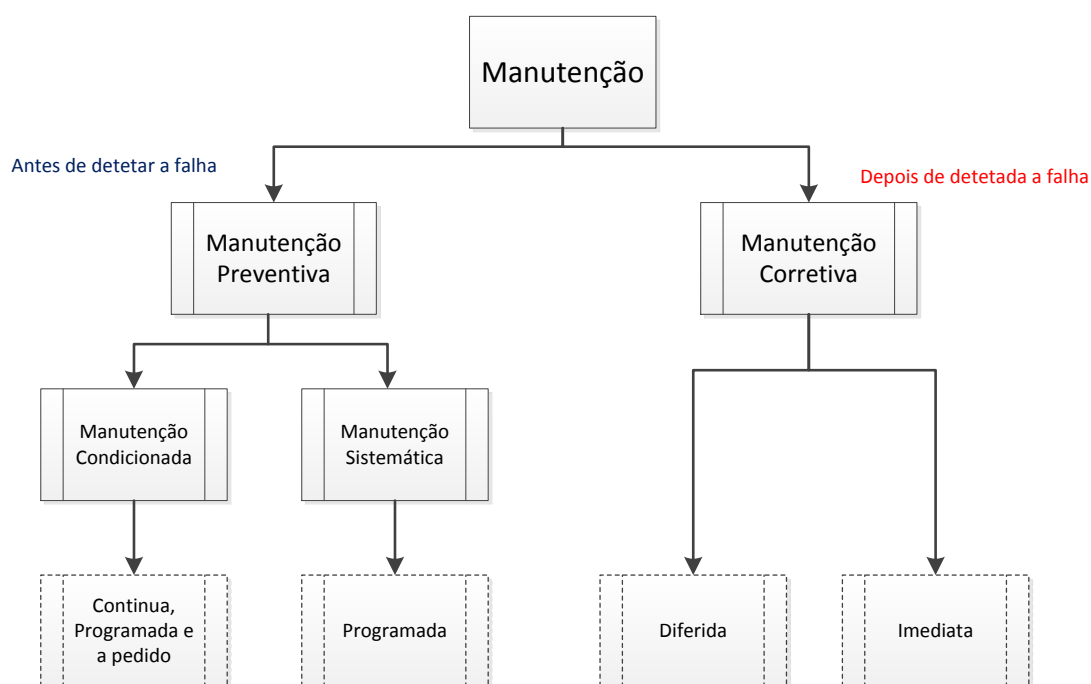 Manutenção
Antes de detetar a falha
Depois de detetada a falha
Manutenção
Preventiva
Manutenção
Corretiva
Manutenção
Condicionada
Manutenção
Sistemática
Continua,
Programada e
a pedido
Programada
Diferida
Imediata